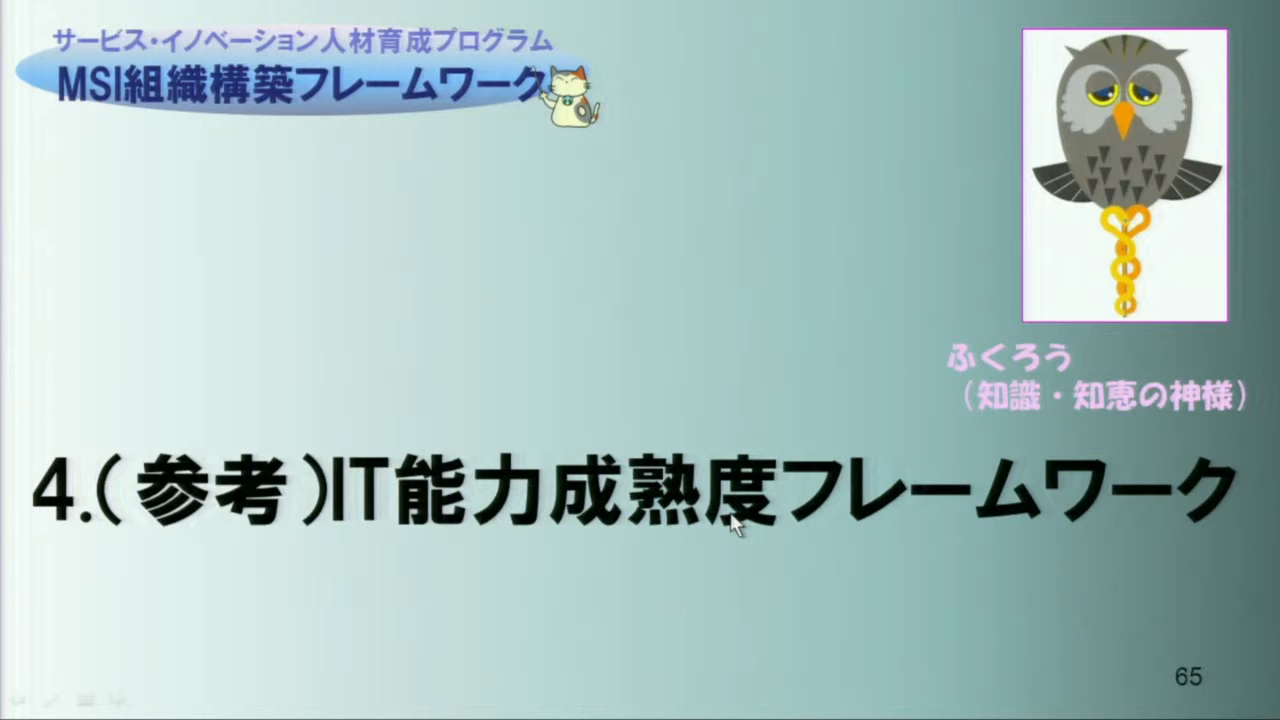 サービス・イノベーション人材育成プログラム
MSI組織構築フレームワーク
ふくろう
（知識・知恵の神様）
4.(参考)IT能力成熟度フレームワーク
65